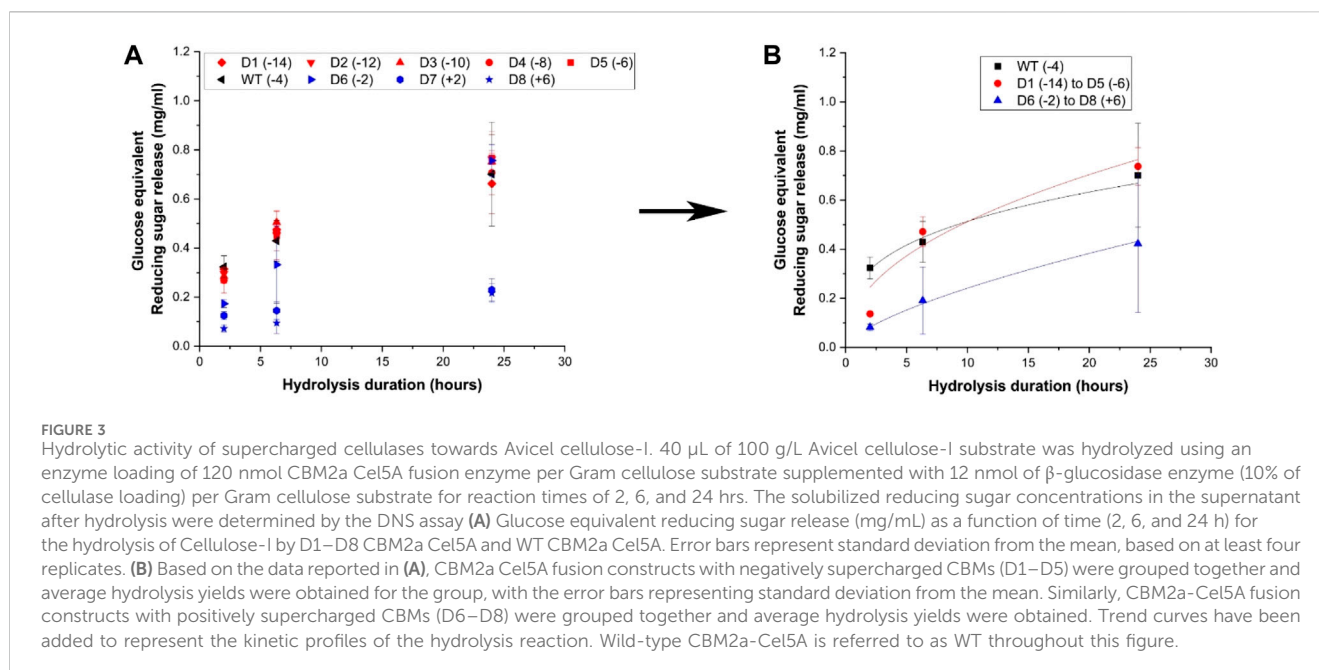 A
D1 (-14) D2 (-12) D3 (-10) D4 (-8) D5 (-6)
WT (-4) D6 (-2) D7 (+2) D8 (+6)
Glucose equivalent
Reducing sugar release (mg/ml)
1.2
1.0
0.8
0.6
0.4
0.2
0.0
0 5 10 15 20 25 30
Hydrolysis duration (hours)
B
WT (-4)
D1 (-14) to D5 (-6)
D6 (-2) to D8 (+6)
Glucose equivalent
Reducing sugar release (mg/ml)
1.2
1.0
0.8
0.6
0.4
0.2
0.0
0 5 10 15 20 25 30
Hydrolysis duration (hours)
FIGURE 3
Hydrolytic activity of supercharged cellulases towards Avicel cellulose-I. 40 µL of 100 g/L Avicel cellulose-I substrate was hydrolyzed using an
enzyme loading of 120 nmol CBM2a Cel5A fusion enzyme per Gram cellulose substrate supplemented with 12 nmol of β-glucosidase enzyme (10% of
cellulase loading) per Gram cellulose substrate for reaction times of 2, 6, and 24 hrs. The solubilized reducing sugar concentrations in the supernatant
after hydrolysis were determined by the DNS assay (A) Glucose equivalent reducing sugar release (mg/mL) as a function of time (2, 6, and 24 h) for
the hydrolysis of Cellulose-I by D1–D8 CBM2a Cel5A and WT CBM2a Cel5A. Error bars represent standard deviation from the mean, based on at least four
replicates. (B) Based on the data reported in (A), CBM2a Cel5A fusion constructs with negatively supercharged CBMs (D1–D5) were grouped together and
average hydrolysis yields were obtained for the group, with the error bars representing standard deviation from the mean. Similarly, CBM2a-Cel5A fusion
constructs with positively supercharged CBMs (D6–D8) were grouped together and average hydrolysis yields were obtained. Trend curves have been
added to represent the kinetic profiles of the hydrolysis reaction. Wild-type CBM2a-Cel5A is referred to as WT throughout this figure.